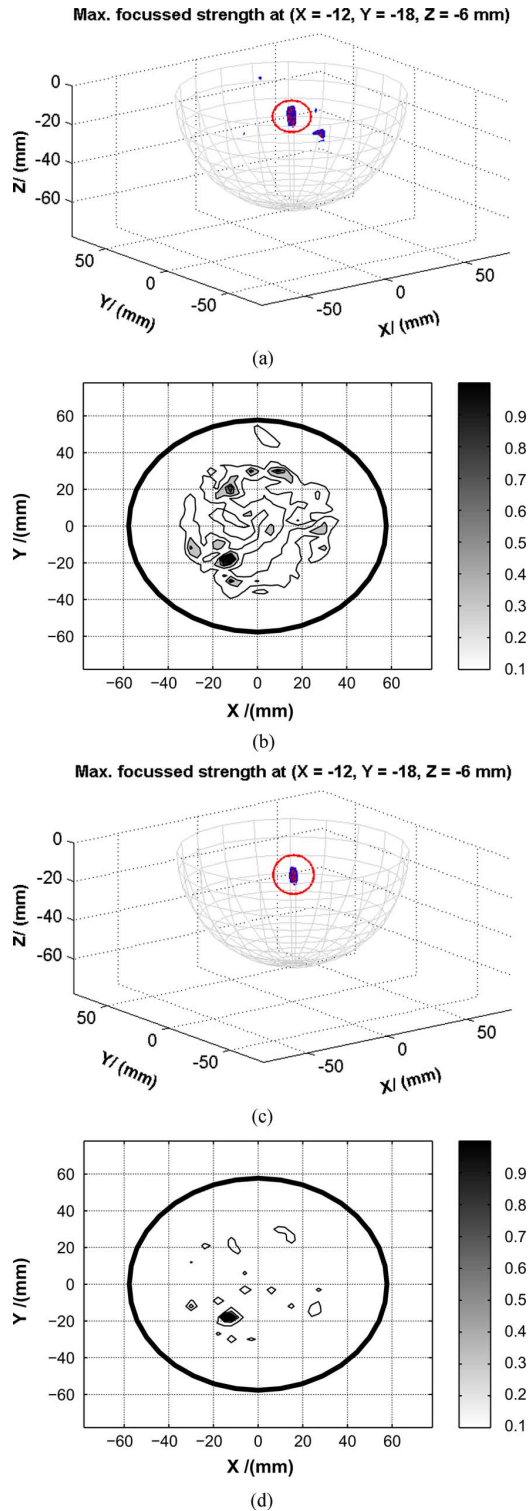 Max. focussed strength at (X = -12, Y = -18, Z = -6 mm)
0
-20
-40
-60
Z/ (mm)
50
0
-50
Y/ (mm)
-50
0
50
X/ (mm)
(a)
60
40
20
0
−20
−40
−60
Y /(mm)
−60 −40 −20 0 20 40 60
X /(mm)
0.9
0.8
0.7
0.6
0.5
0.4
0.3
0.2
0.1
(b)
Max. focussed strength at (X = -12, Y = -18, Z = -6 mm)
0
-20
-40
-60
Z/ (mm)
50
0
-50
Y/ (mm)
-50
0
50
X/ (mm)
(c)
60
40
20
0
−20
−40
−60
Y /(mm)
−60 −40 −20 0 20 40 60
X /(mm)
0.9
0.8
0.7
0.6
0.5
0.4
0.3
0.2
0.1
(d)